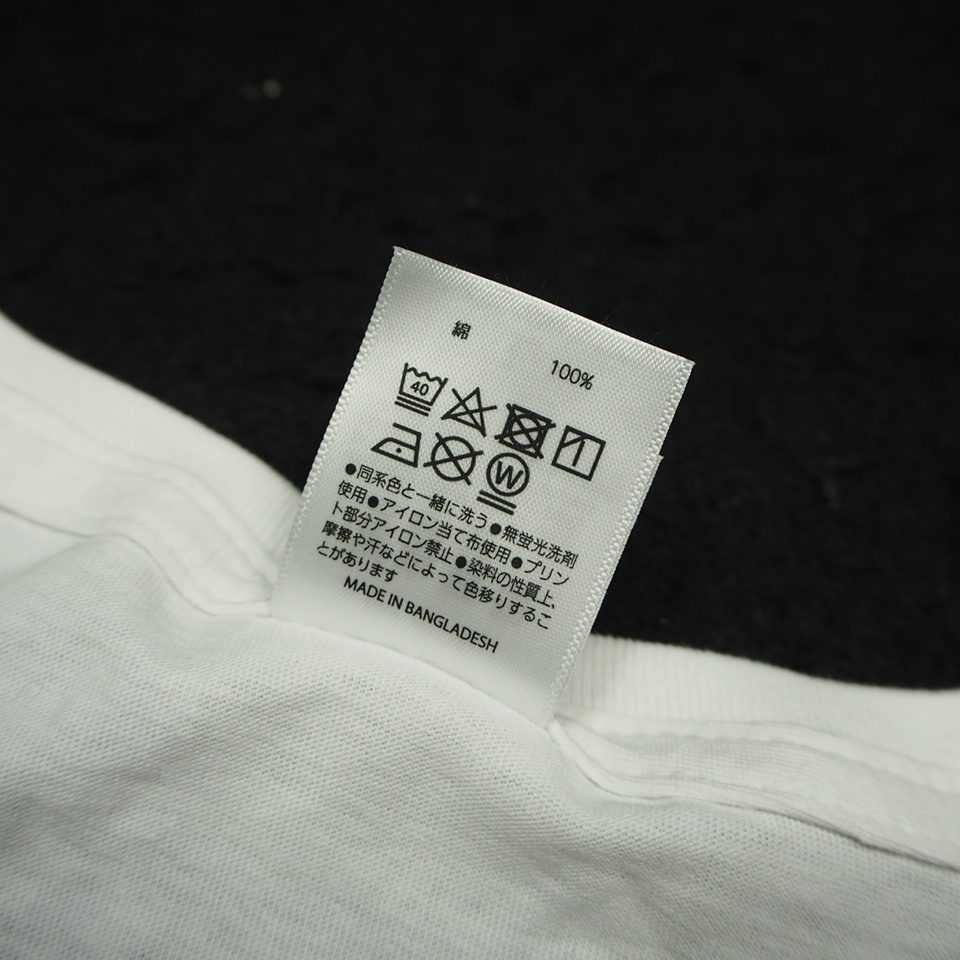 綿 100%
40
W
●同系色と一緒に洗う●無蛍光洗剤
使用●アイロン当て布使用●プリン
ト部分アイロン禁止●染料の性質上、
摩擦や汗などによって色移りするこ
とがあります
MADE IN BANGLADESH